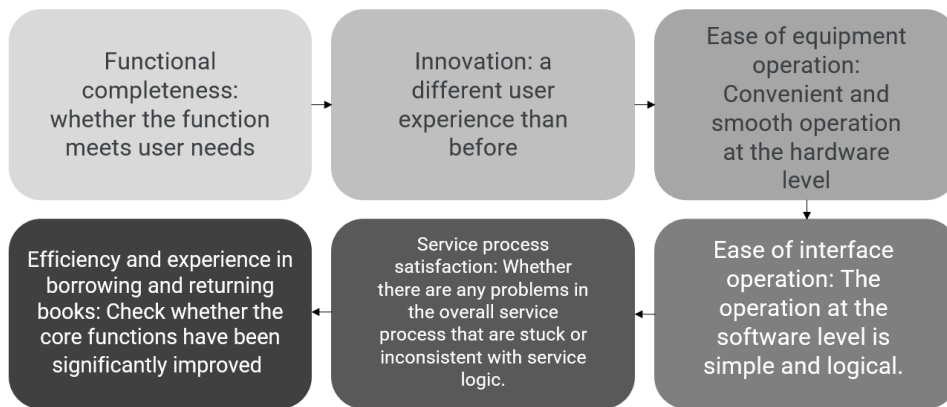 Functional
completeness:
whether the function
meets user needs
Innovation: a
different user
experience than
before
Ease of equipment
operation:
Convenient and
smooth operation
at the hardware
level
Ease of interface
operation: The
operation at the
software level is
simple and logical.
Service process
satisfaction: Whether
there are any problems in
the overall service
process that are stuck or
inconsistent with service
logic.
Efficiency and experience in
borrowing and returning
books: Check whether the
core functions have been
significantly improved